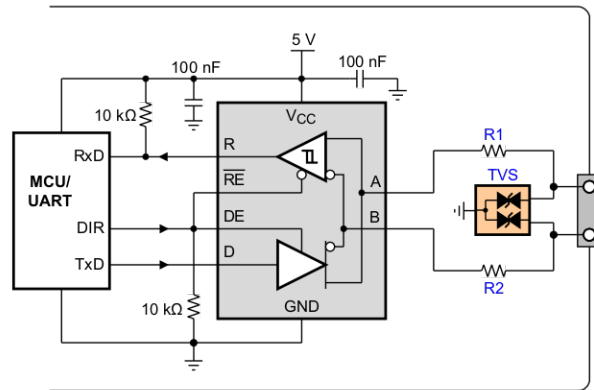 5 V
100 nF
100 nF
10 kΩ
VCC
R
RxD
R1
MCU/
UART
RE
A
TVS
DIR
DE
B
TxD
D
10 kΩ
GND
R2